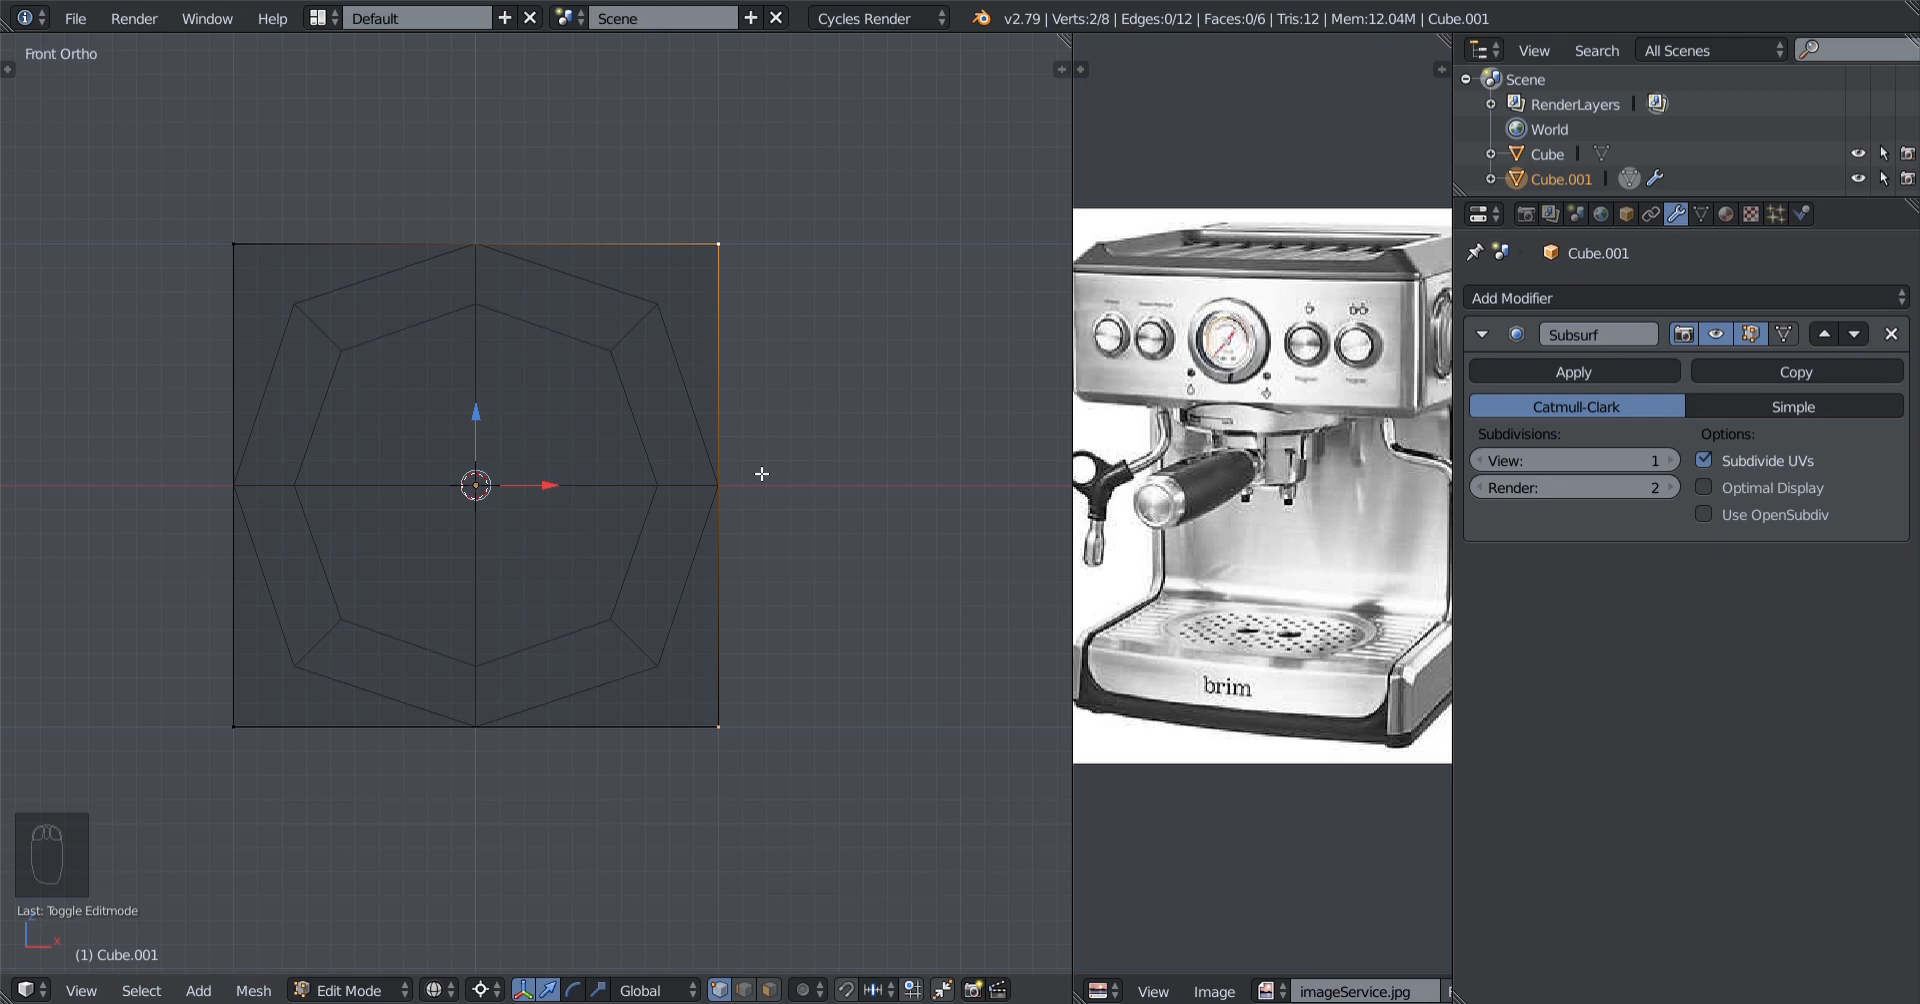 File Render Window Help Default Scene Cycles Render v2.79 | Verts:2/8 | Edges:0/12 | Faces:0/6 | Tris:12 | Mem:12.04M | Cube.001
Front Ortho
View Search All Scenes
Scene
RenderLayers
World
Cube
Cube.001
Cube.001
Add Modifier
Subsurf
Apply Copy
Catmull-Clark Simple
Subdivisions: Options:
View: 1 Subdivide UVs
Render: 2 Optimal Display
Use OpenSubdiv
brim
Last: Toggle Editmode
z
x
(1) Cube.001
View Select Add Mesh Edit Mode Global
View Image imageService.jpg